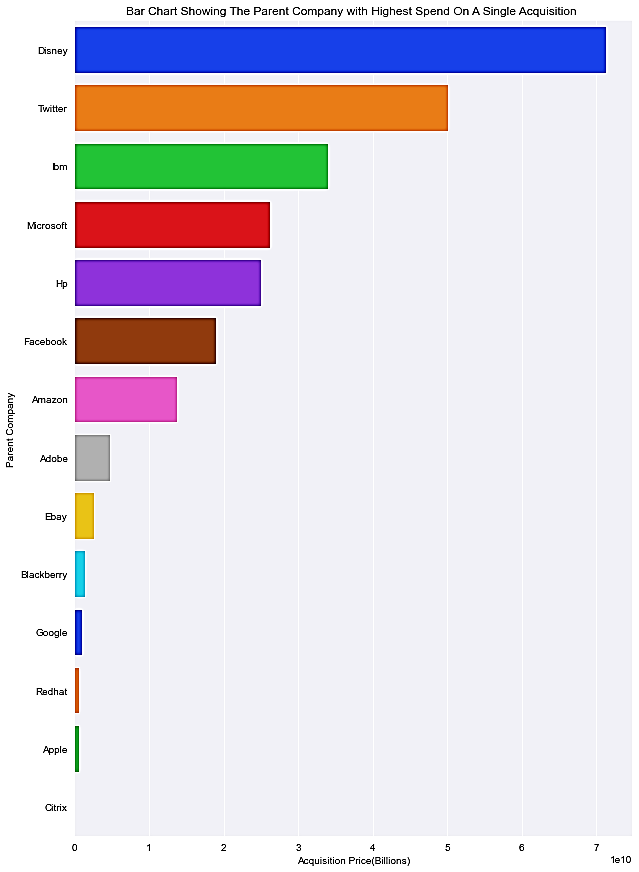 Bar Chart Showing The Parent Company with Highest Spend On A Single Acquisition
Disney
Twitter
Ibm
Microsoft
Hp
Facebook
Amazon
Adobe
Ebay
Blackberry
Google
Redhat
Apple
Citrix
Parent Company
0 1 2 3 4 5 6 7
1e10
Acquisition Price(Billions)